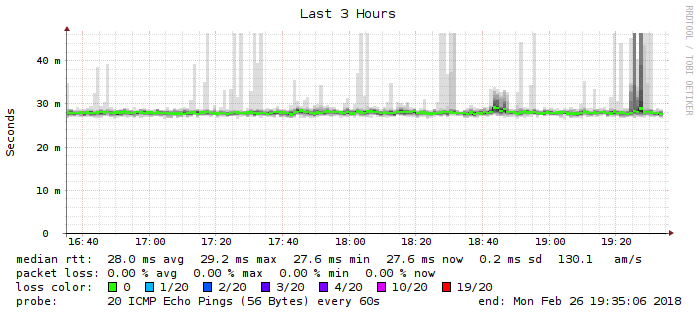 Last 3 Hours
RRDTOOL / TOBI OETIKER
Seconds
40 m
30 m
20 m
10 m
0
16:40 17:00 17:20 17:40 18:00 18:20 18:40 19:00 19:20
median rtt: 28.0 ms avg 29.2 ms max 27.6 ms min 27.6 ms now 0.2 ms sd 130.1 am/s
packet loss: 0.00 % avg 0.00 % max 0.00 % min 0.00 % now
loss color: 0 1/20 2/20 3/20 4/20 10/20 19/20
probe: 20 ICMP Echo Pings (56 Bytes) every 60s end: Mon Feb 26 19:35:06 2018